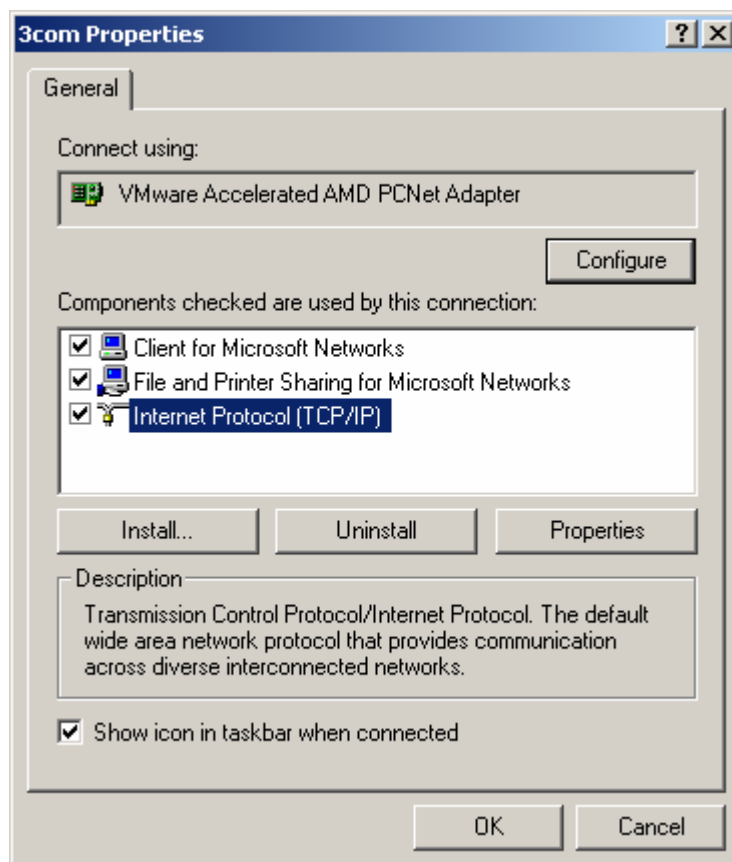 3com Properties
General
Connect using:
VMware Accelerated AMD PCNet Adapter
Configure
Components checked are used by this connection:
Client for Microsoft Networks
File and Printer Sharing for Microsoft Networks
Internet Protocol (TCP/IP)
Install... Uninstall Properties
Description
Transmission Control Protocol/Internet Protocol. The default
wide area network protocol that provides communication
across diverse interconnected networks.
Show icon in taskbar when connected
OK Cancel